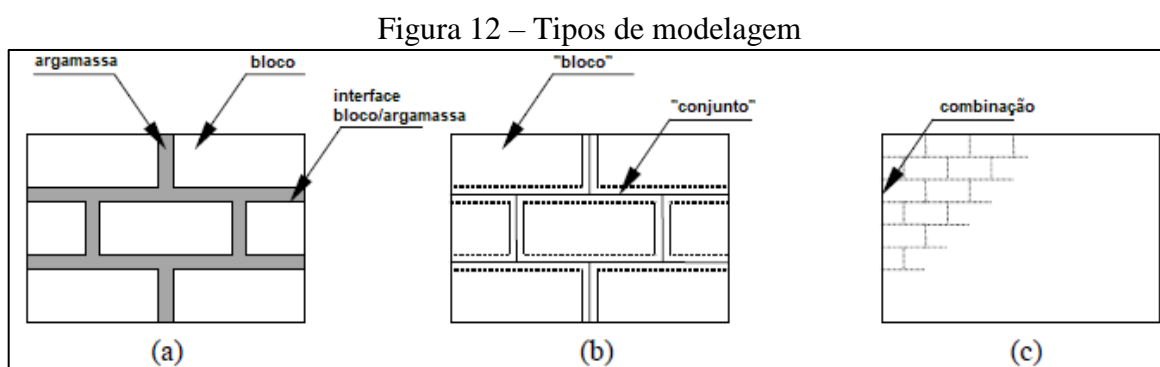 Figura 12 – Tipos de modelagem
argamassa
bloco
interface
bloco/argamassa
"bloco"
"conjunto"
combinação
(a)
(b)
(c)